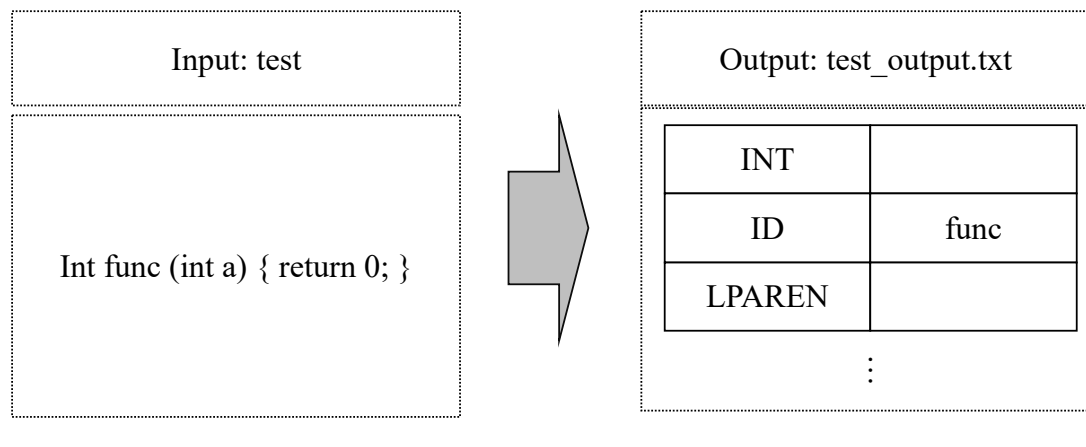 Input: test
Int func (int a) { return 0; }
Output: test_output.txt
INT
ID func
LPAREN
⋮